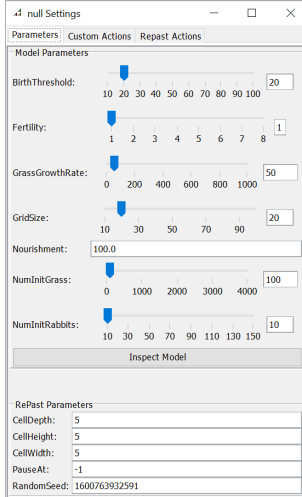 null Settings
Parameters Custom Actions Repast Actions
Model Parameters
BirthThreshold: 20
10 20 30 40 50 60 70 80 90 100
Fertility: 1
1 2 3 4 5 6 7 8
GrassGrowthRate: 50
0 200 400 600 800 1000
GridSize: 20
10 30 50 70 90
Nourishment: 100.0
NumInitGrass: 100
0 1000 2000 3000 4000
NumInitRabbits: 10
10 30 50 70 90 110 130 150
Inspect Model
RePast Parameters
CellDepth: 5
CellHeight: 5
CellWidth: 5
PauseAt: -1
RandomSeed: 1600763932591